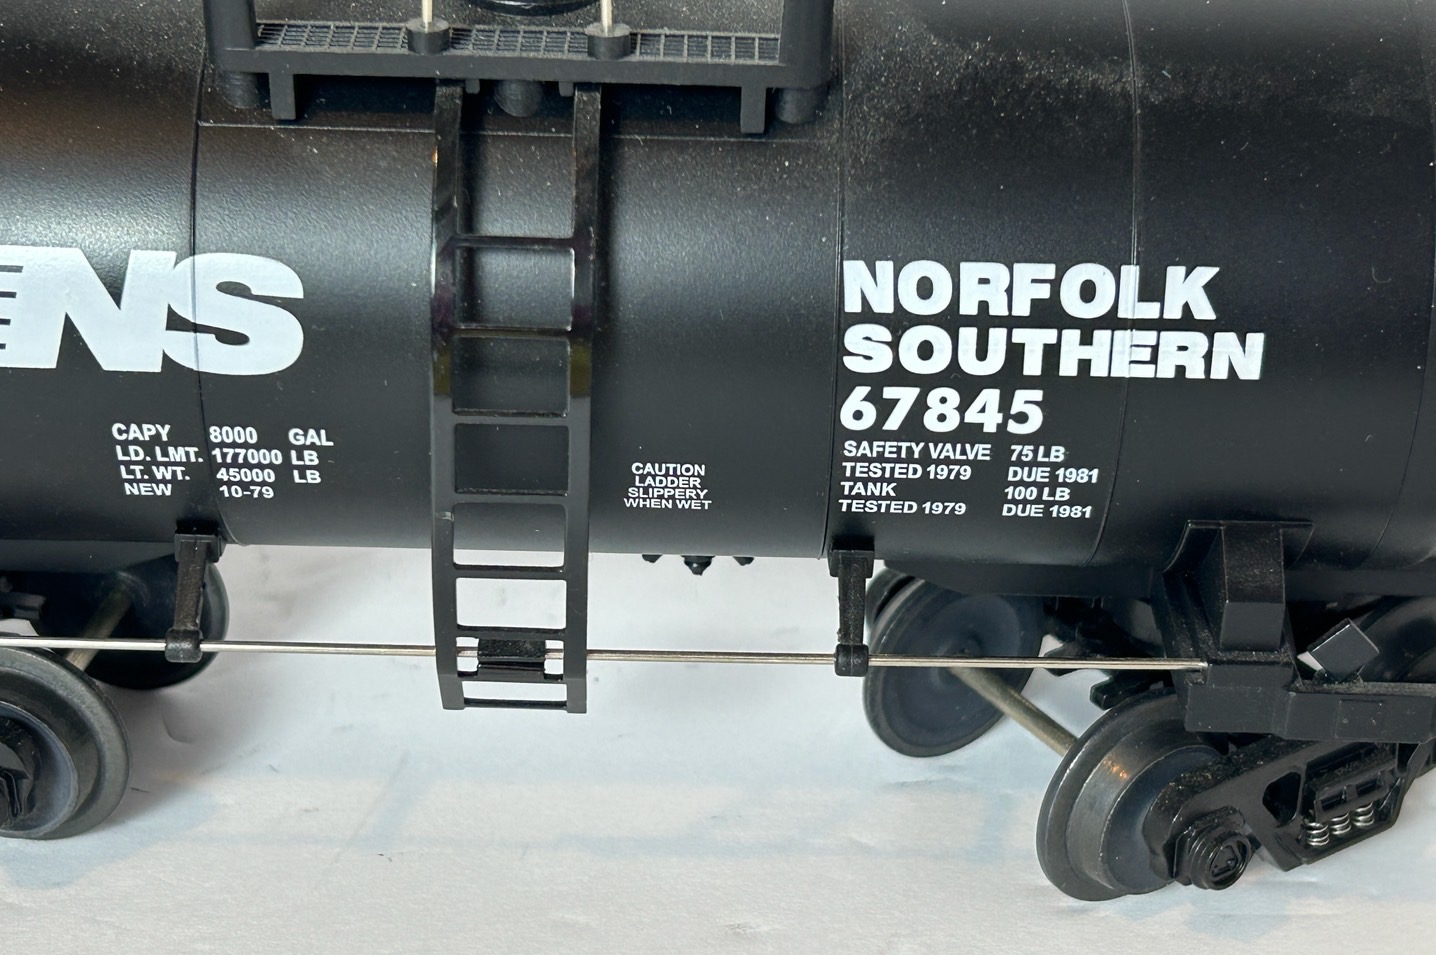 NS
CAPY 8000 GAL
LD. LMT. 177000 LB
LT. WT. 45000 LB
NEW 10-79
CAUTION
LADDER
SLIPPERY
WHEN WET
NORFOLK
SOUTHERN
67845
SAFETY VALVE 75 LB
TESTED 1979 DUE 1981
TANK 100 LB
TESTED 1979 DUE 1981